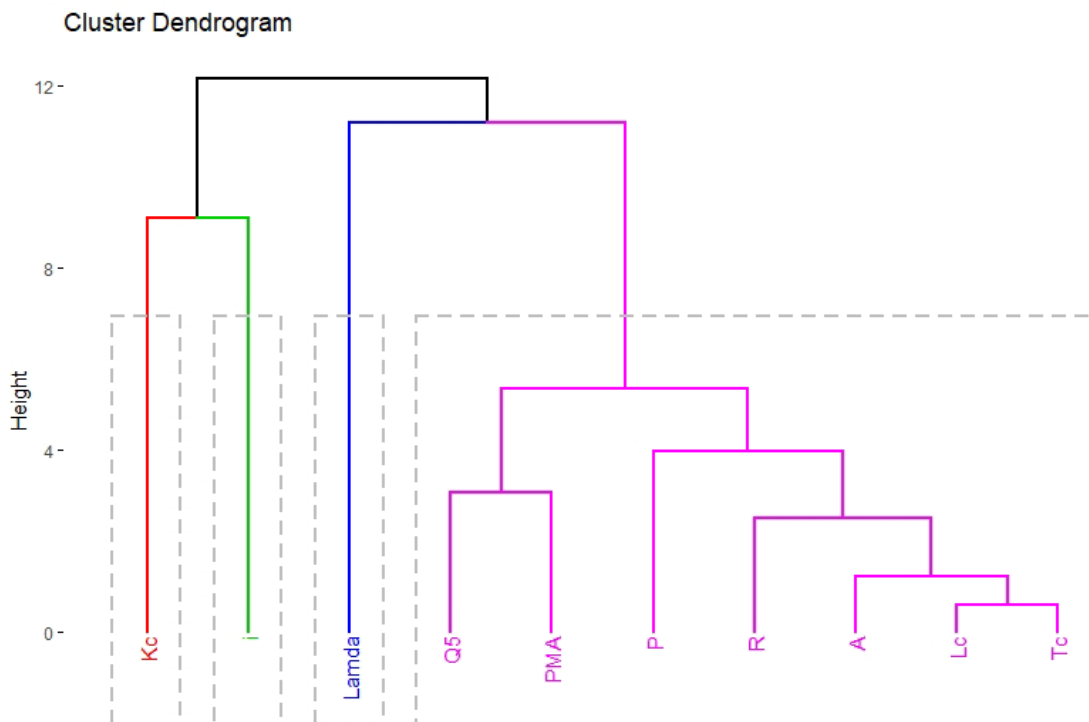 Cluster Dendrogram
12
8
4
0
Height
Kc
i
Lamda
Q5
PMA
P
R
A
Lc
Tc